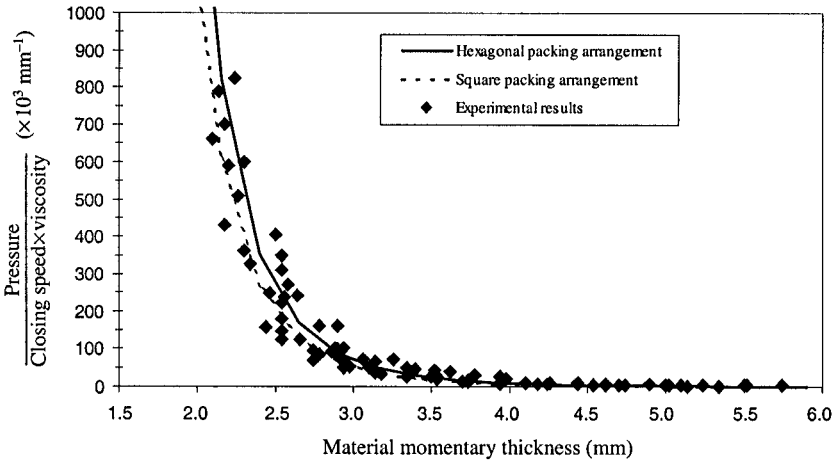 1000
900
800
700
600
500
400
300
200
100
0
1.5 2.0 2.5 3.0 3.5 4.0 4.5 5.0 5.5 6.0
Material momentary thickness (mm)
Pressure
Closing speed×viscosity
(×10³ mm⁻¹)
Hexagonal packing arrangement
Square packing arrangement
Experimental results